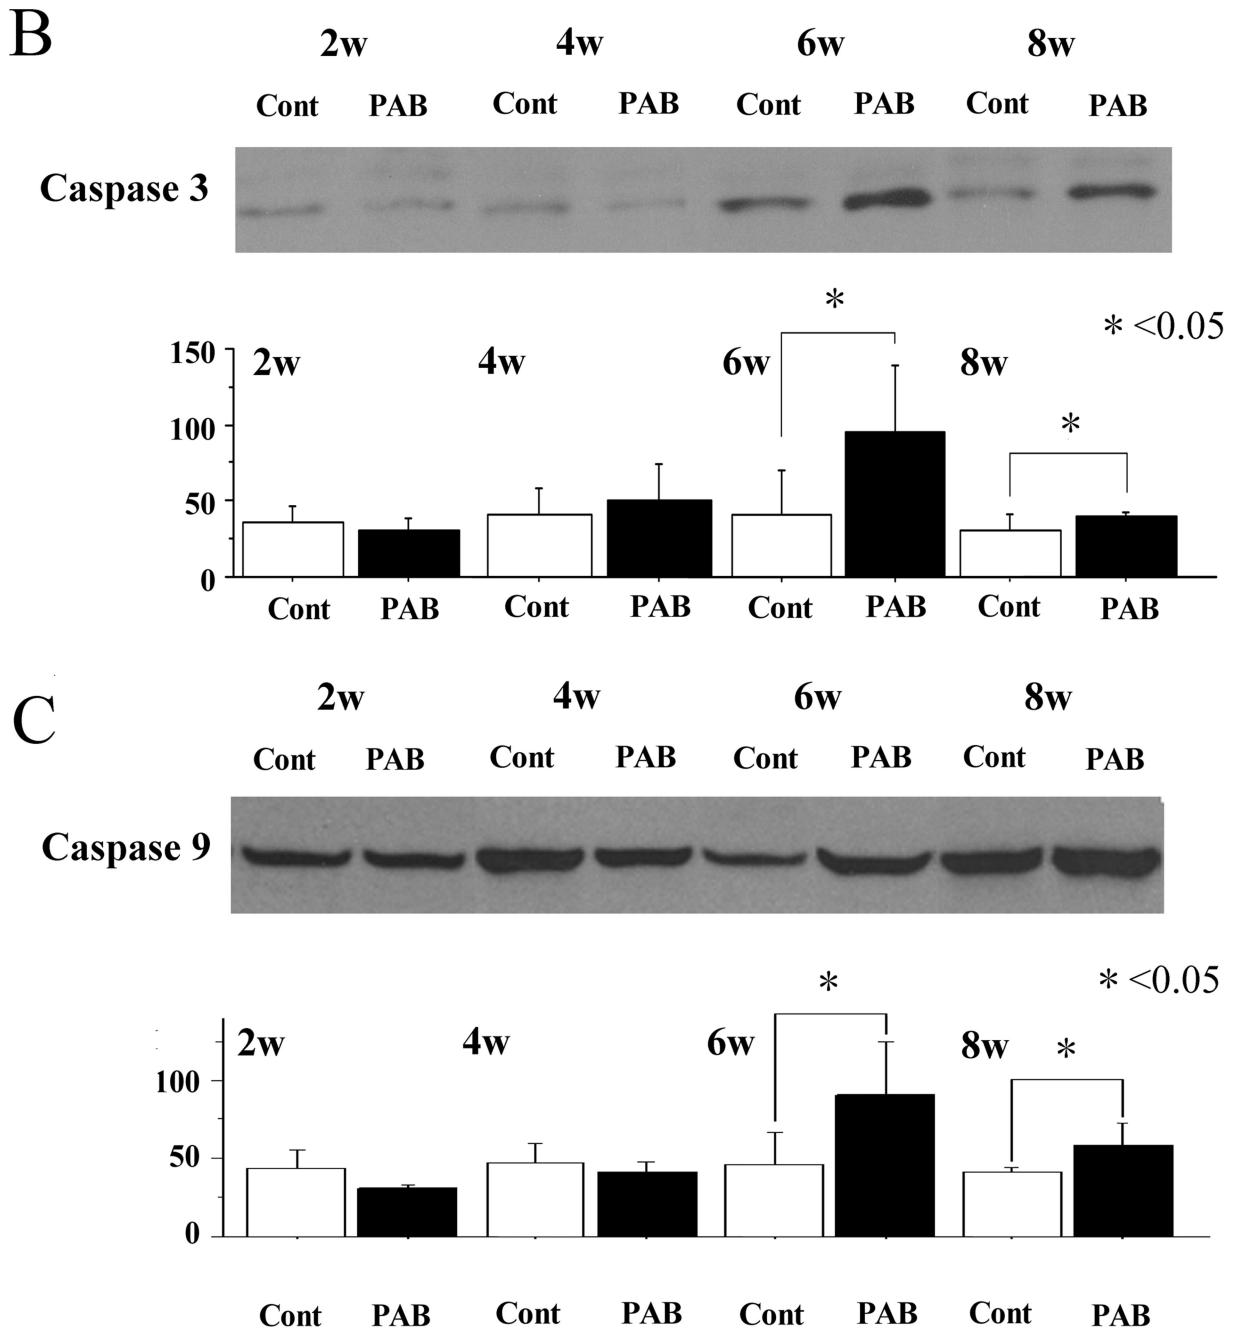 B
2w 4w 6w 8w
Cont PAB Cont PAB Cont PAB Cont PAB
Caspase 3
*
* <0.05
150
2w 4w 6w 8w
100
*
50
0
Cont PAB Cont PAB Cont PAB Cont PAB
C
2w 4w 6w 8w
Cont PAB Cont PAB Cont PAB Cont PAB
Caspase 9
*
* <0.05
2w 4w 6w 8w *
100
50
0
Cont PAB Cont PAB Cont PAB Cont PAB